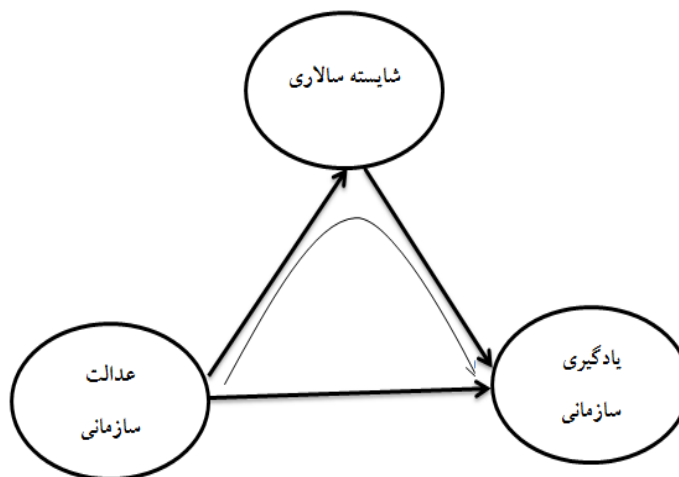 شایسته سالاری
عدالت
سازمانی
یادگیری
سازمانی